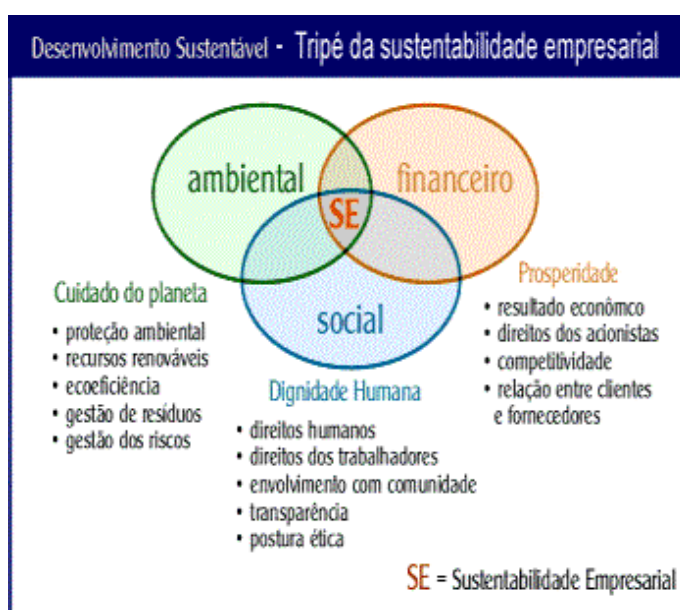 Desenvolvimento Sustentável - Tripé da sustentabilidade empresarial
ambiental
financeiro
SE
social
Cuidado do planeta
• proteção ambiental
• recursos renováveis
• ecoeficiência
• gestão de resíduos
• gestão dos riscos
Dignidade Humana
• direitos humanos
• direitos dos trabalhadores
• envolvimento com comunidade
• transparência
• postura ética
Prosperidade
• resultado econômco
• direitos dos acionistas
• competitividade
• relação entre clientes
e fornecedores
SE = Sustentabilidade Empresarial